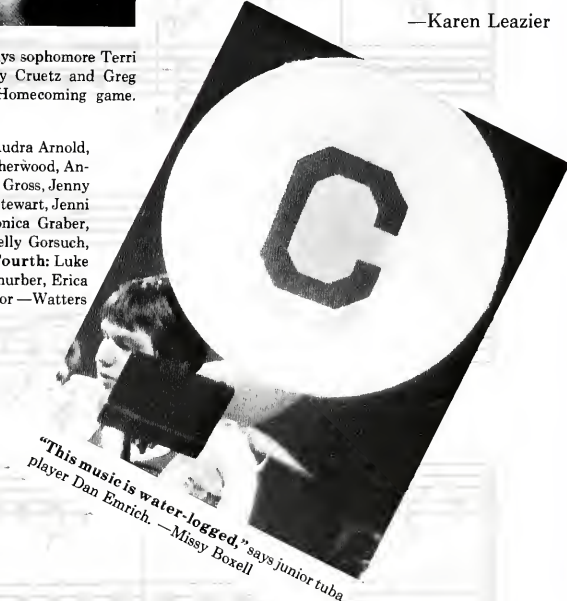 —Karen Leazier
ys sophomore Terri
y Cruetz and Greg
Homecoming game.
udra Arnold,
herwood, An-
Gross, Jenny
tewart, Jenni
onica Graber,
elly Gorsuch,
ourth: Luke
hurber, Erica
or —Watters
C
"This music is water-logged," says junior tuba
player Dan Emrich. —Missy Boxell